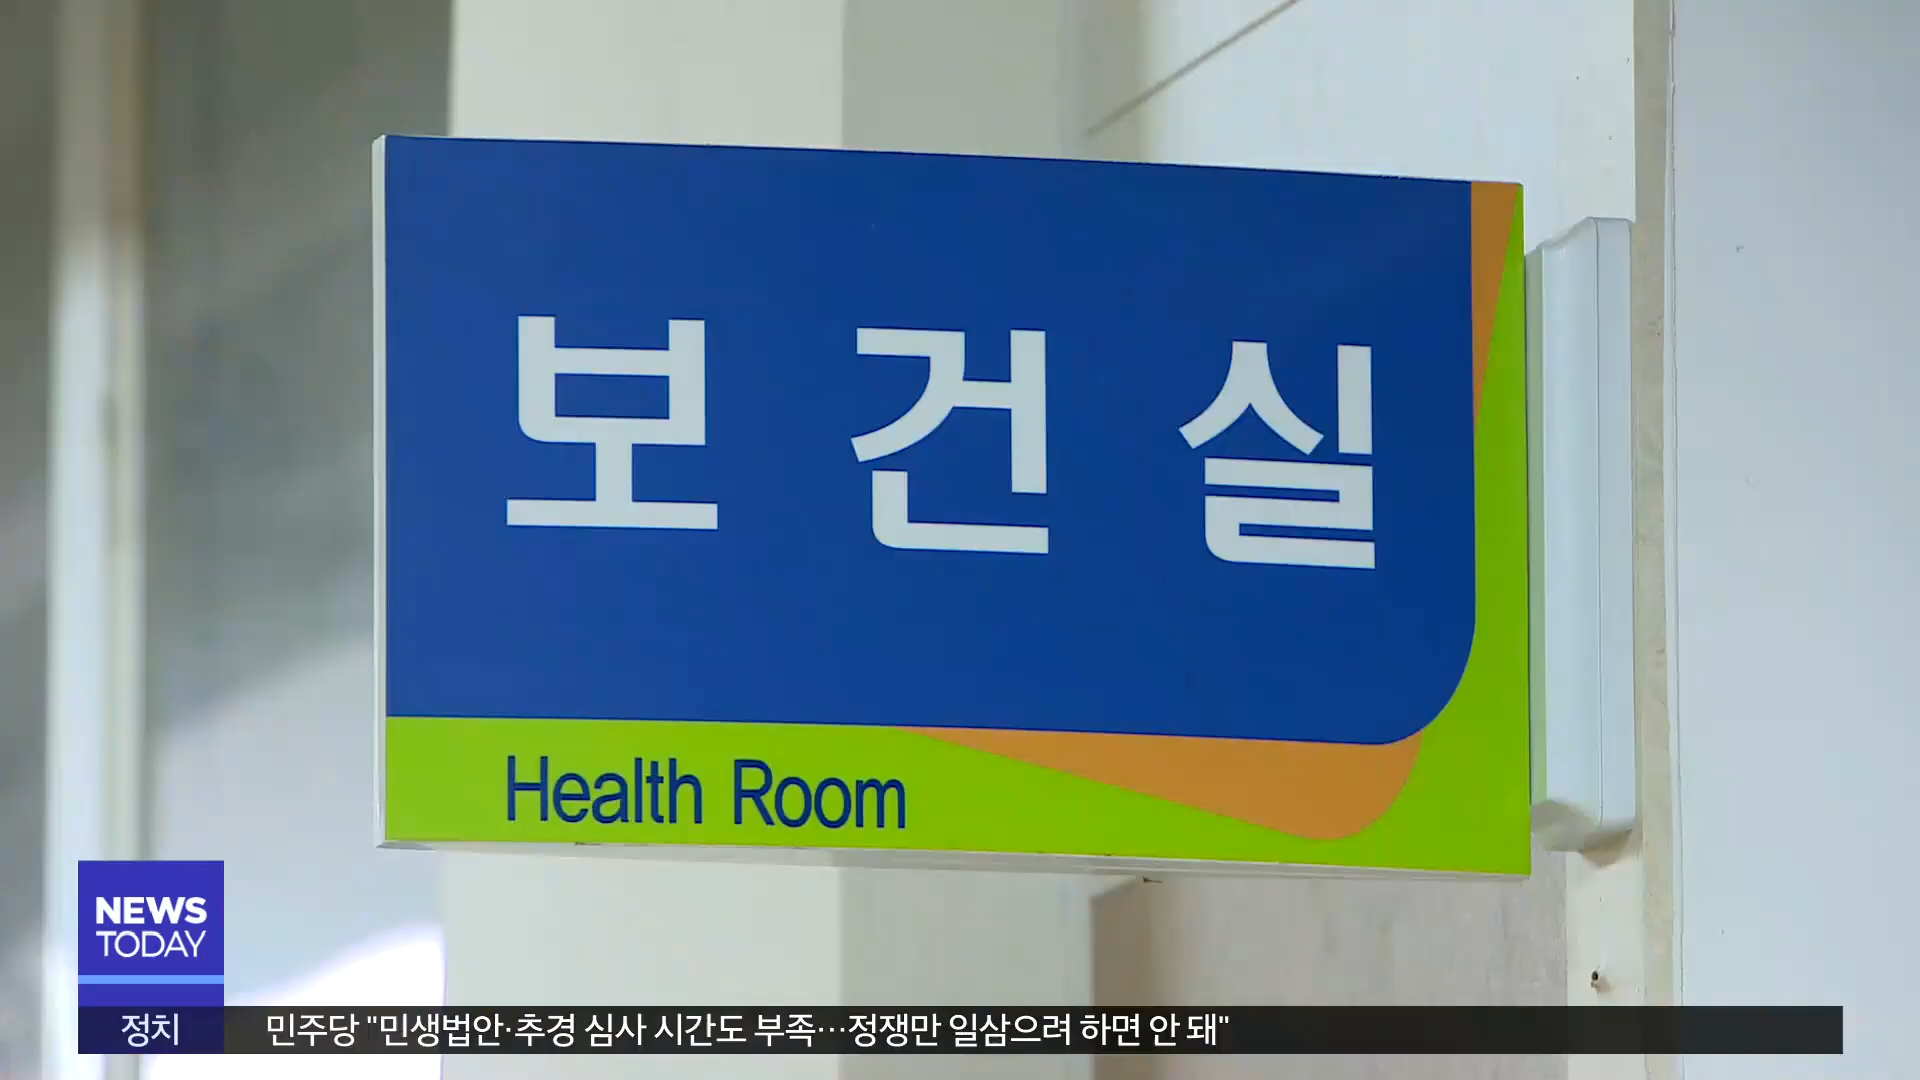 보건실
Health Room
NEWS
TODAY
정치
민주당 "민생법안·추경 심사 시간도 부족…정쟁만 일삼으려 하면 안 돼"